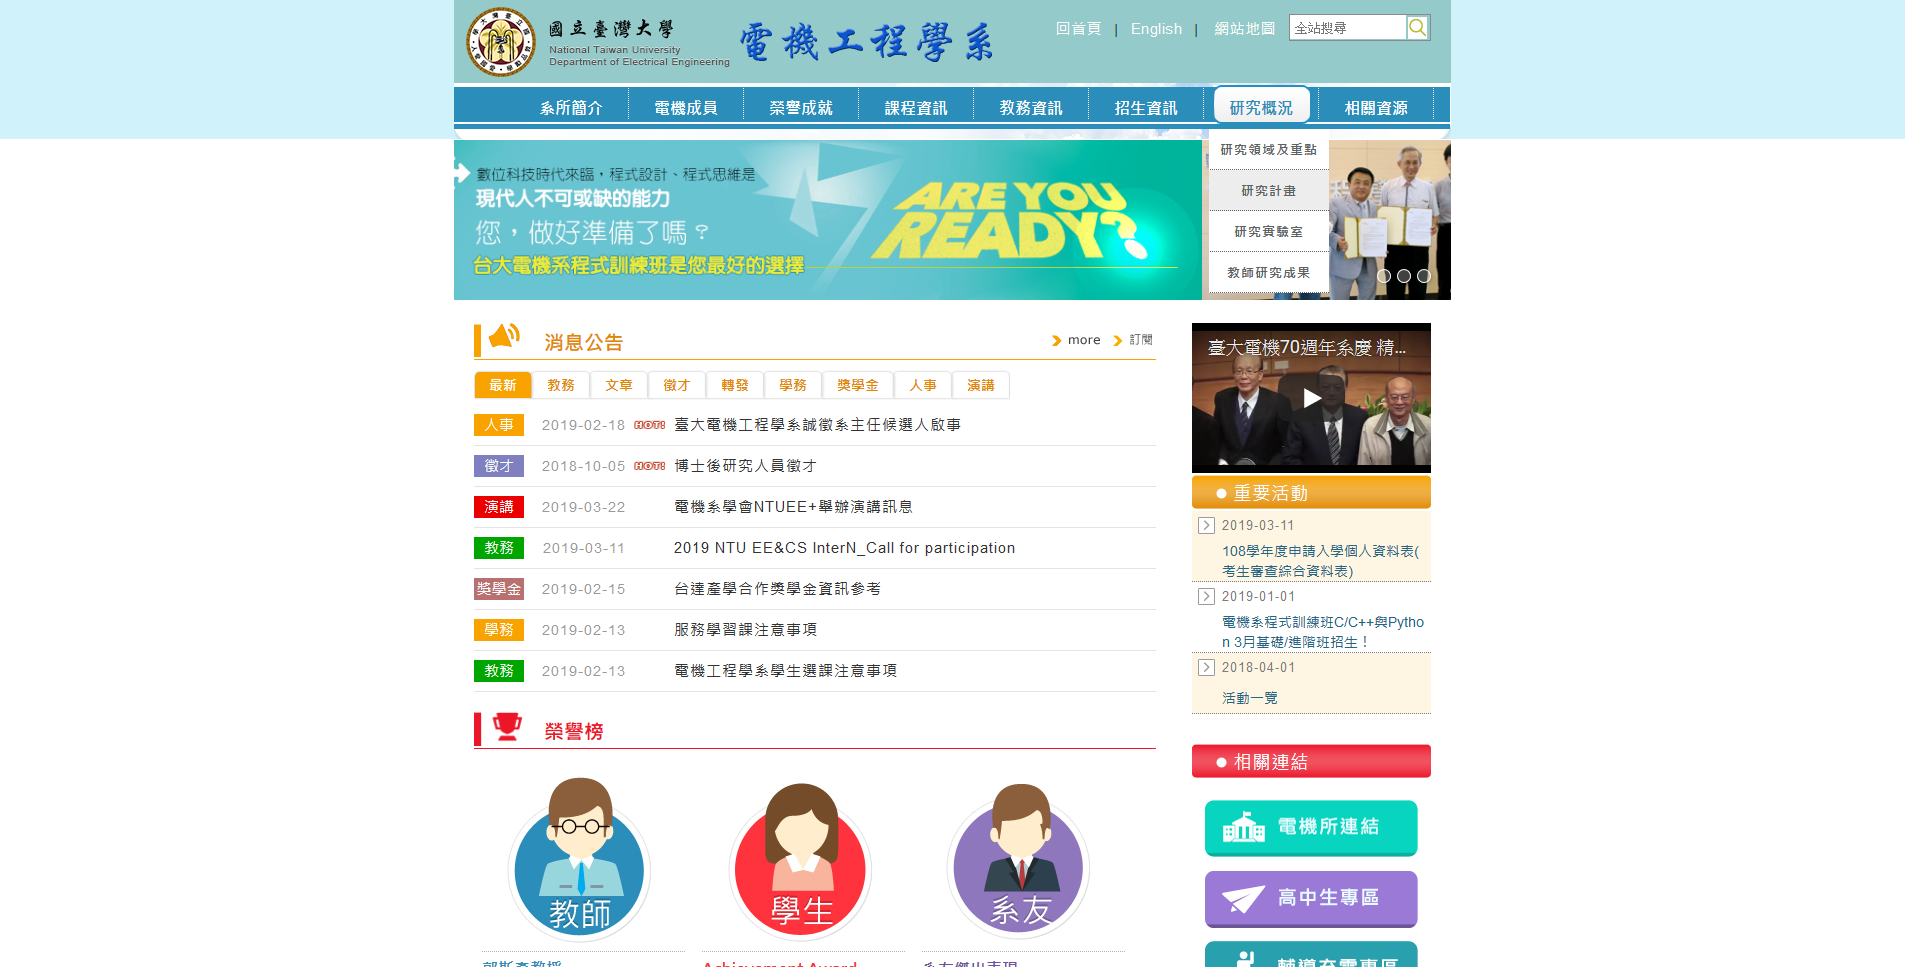 國立臺灣大學
National Taiwan University
Department of Electrical Engineering
電機工程學系
回首頁 | English | 網站地圖
全站搜尋
系所簡介 電機成員 榮譽成就 課程資訊 教務資訊 招生資訊 研究概況 相關資源
研究領域及重點
研究計畫
研究實驗室
教師研究成果
數位科技時代來臨，程式設計、程式思維是
現代人不可或缺的能力
您，做好準備了嗎？
台大電機系程式訓練班是您最好的選擇
ARE YOU
READY?
消息公告
more 訂閱
最新 教務 文章 徵才 轉發 學務 獎學金 人事 演講
人事 2019-02-18 HOT! 臺大電機工程學系誠徵系主任候選人啟事
徵才 2018-10-05 HOT! 博士後研究人員徵才
演講 2019-03-22 電機系學會NTUEE+舉辦演講訊息
教務 2019-03-11 2019 NTU EE&CS InterN_Call for participation
獎學金 2019-02-15 台達產學合作獎學金資訊參考
學務 2019-02-13 服務學習課注意事項
教務 2019-02-13 電機工程學系學生選課注意事項
榮譽榜
教師
學生
系友
郭斯彥教授
Achievement Award
系友傑出表現
臺大電機70週年系慶 精...
重要活動
2019-03-11
108學年度申請入學個人資料表(
考生審查綜合資料表)
2019-01-01
電機系程式訓練班C/C++與Pytho
n 3月基礎/進階班招生！
2018-04-01
活動一覽
相關連結
電機所連結
高中生專區
輔導充電專區